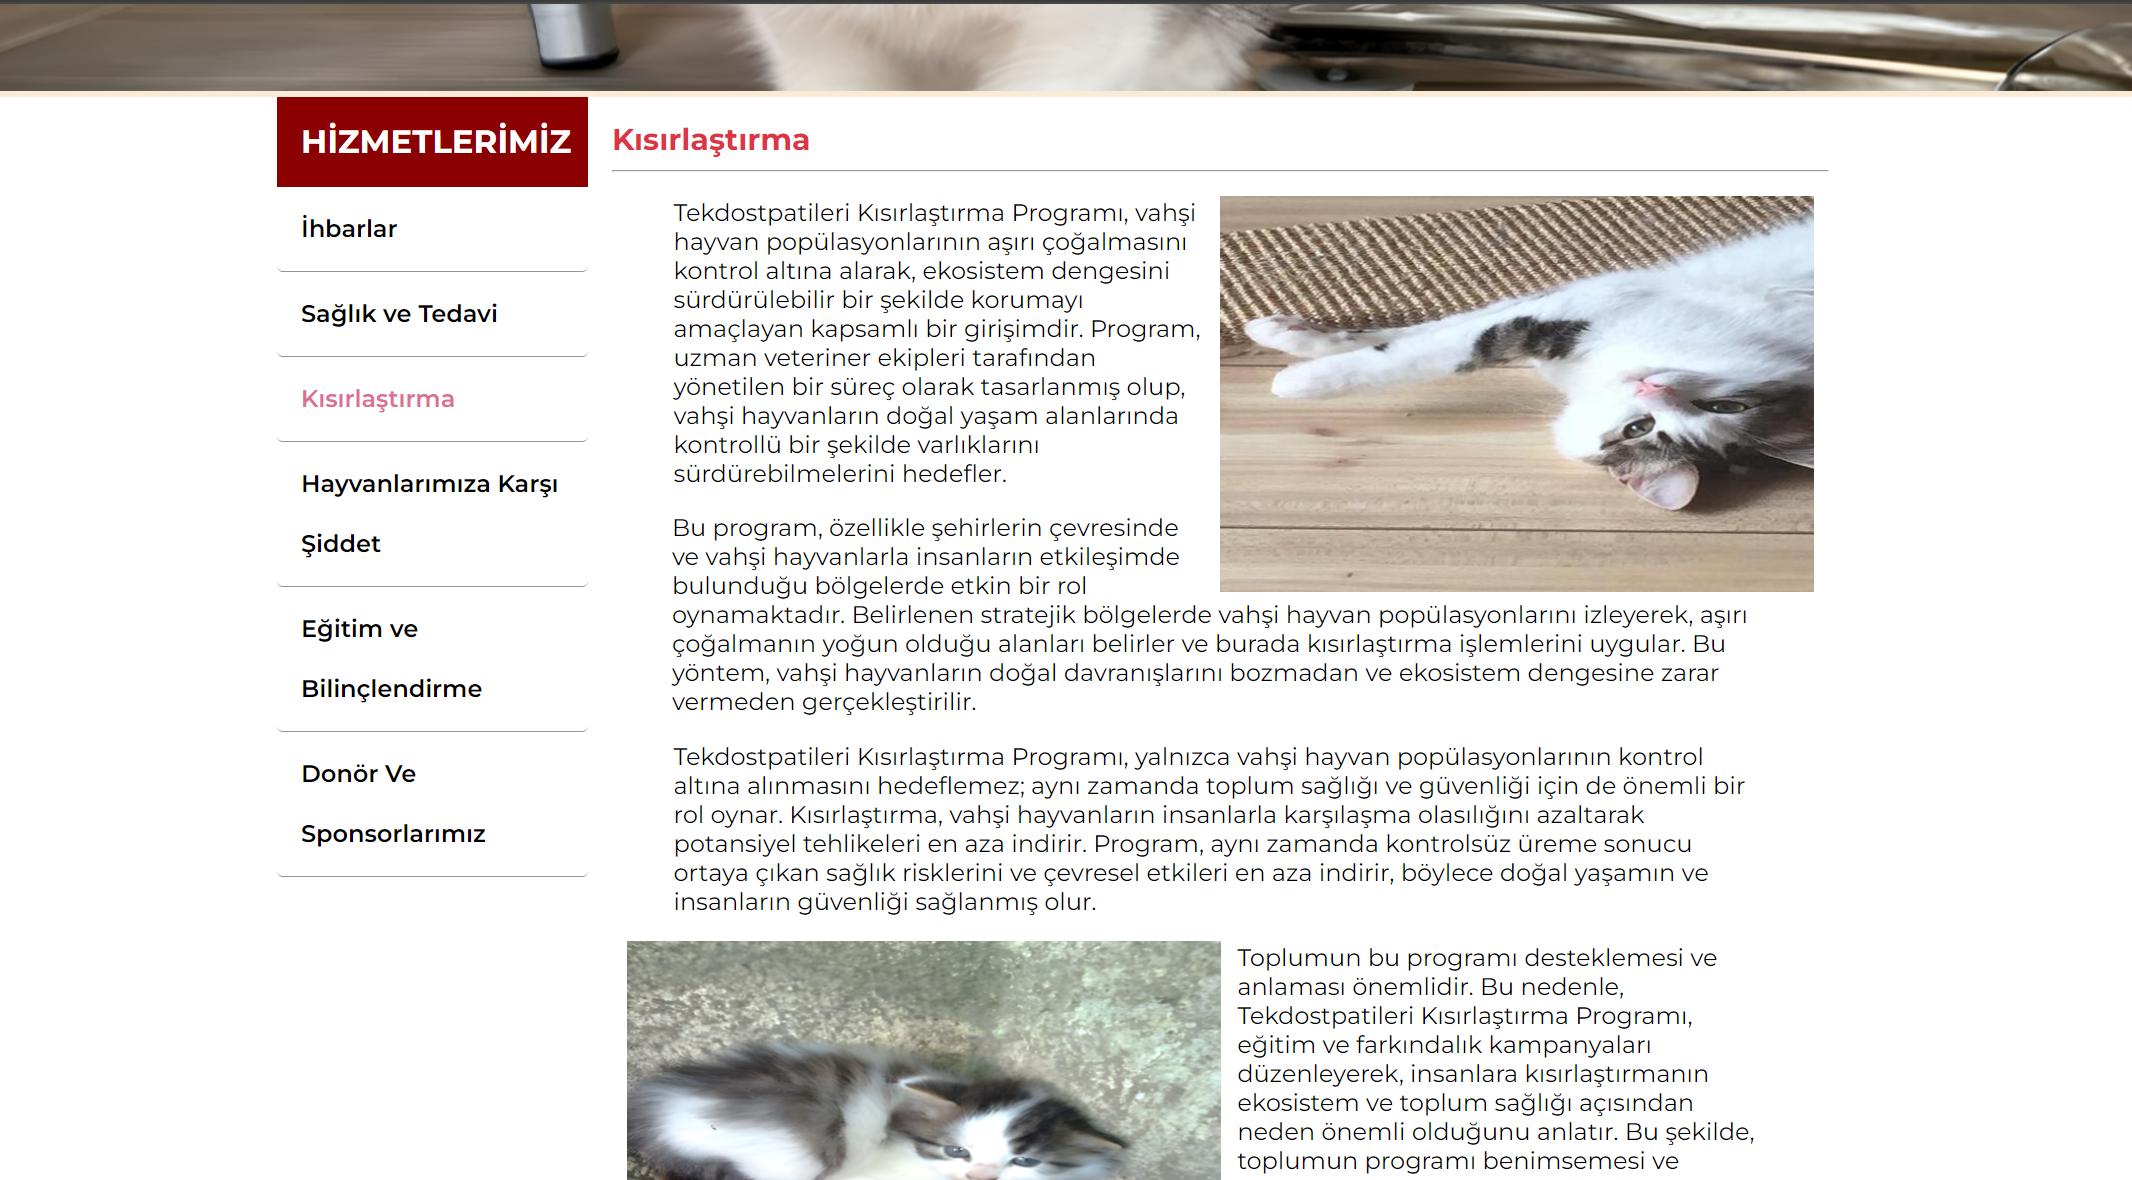 HİZMETLERİMİZ
İhbarlar
Sağlık ve Tedavi
Kısırlaştırma
Hayvanlarımıza Karşı
Şiddet
Eğitim ve
Bilinçlendirme
Donör Ve
Sponsorlarımız
Kısırlaştırma
Tekdostpatileri Kısırlaştırma Programı, vahşi
hayvan popülasyonlarının aşırı çoğalmasını
kontrol altına alarak, ekosistem dengesini
sürdürülebilir bir şekilde korumayı
amaçlayan kapsamlı bir girişimdir. Program,
uzman veteriner ekipleri tarafından
yönetilen bir süreç olarak tasarlanmış olup,
vahşi hayvanların doğal yaşam alanlarında
kontrollü bir şekilde varlıklarını
sürdürebilmelerini hedefler.
Bu program, özellikle şehirlerin çevresinde
ve vahşi hayvanlarla insanların etkileşimde
bulunduğu bölgelerde etkin bir rol
oynamaktadır. Belirlenen stratejik bölgelerde vahşi hayvan popülasyonlarını izleyerek, aşırı
çoğalmanın yoğun olduğu alanları belirler ve burada kısırlaştırma işlemlerini uygular. Bu
yöntem, vahşi hayvanların doğal davranışlarını bozmadan ve ekosistem dengesine zarar
vermeden gerçekleştirilir.
Tekdostpatileri Kısırlaştırma Programı, yalnızca vahşi hayvan popülasyonlarının kontrol
altına alınmasını hedeflemez; aynı zamanda toplum sağlığı ve güvenliği için de önemli bir
rol oynar. Kısırlaştırma, vahşi hayvanların insanlarla karşılaşma olasılığını azaltarak
potansiyel tehlikeleri en aza indirir. Program, aynı zamanda kontrolsüz üreme sonucu
ortaya çıkan sağlık risklerini ve çevresel etkileri en aza indirir, böylece doğal yaşamın ve
insanların güvenliği sağlanmış olur.
Toplumun bu programı desteklemesi ve
anlaması önemlidir. Bu nedenle,
Tekdostpatileri Kısırlaştırma Programı,
eğitim ve farkındalık kampanyaları
düzenleyerek, insanlara kısırlaştırmanın
ekosistem ve toplum sağlığı açısından
neden önemli olduğunu anlatır. Bu şekilde,
toplumun programı benimsemesi ve